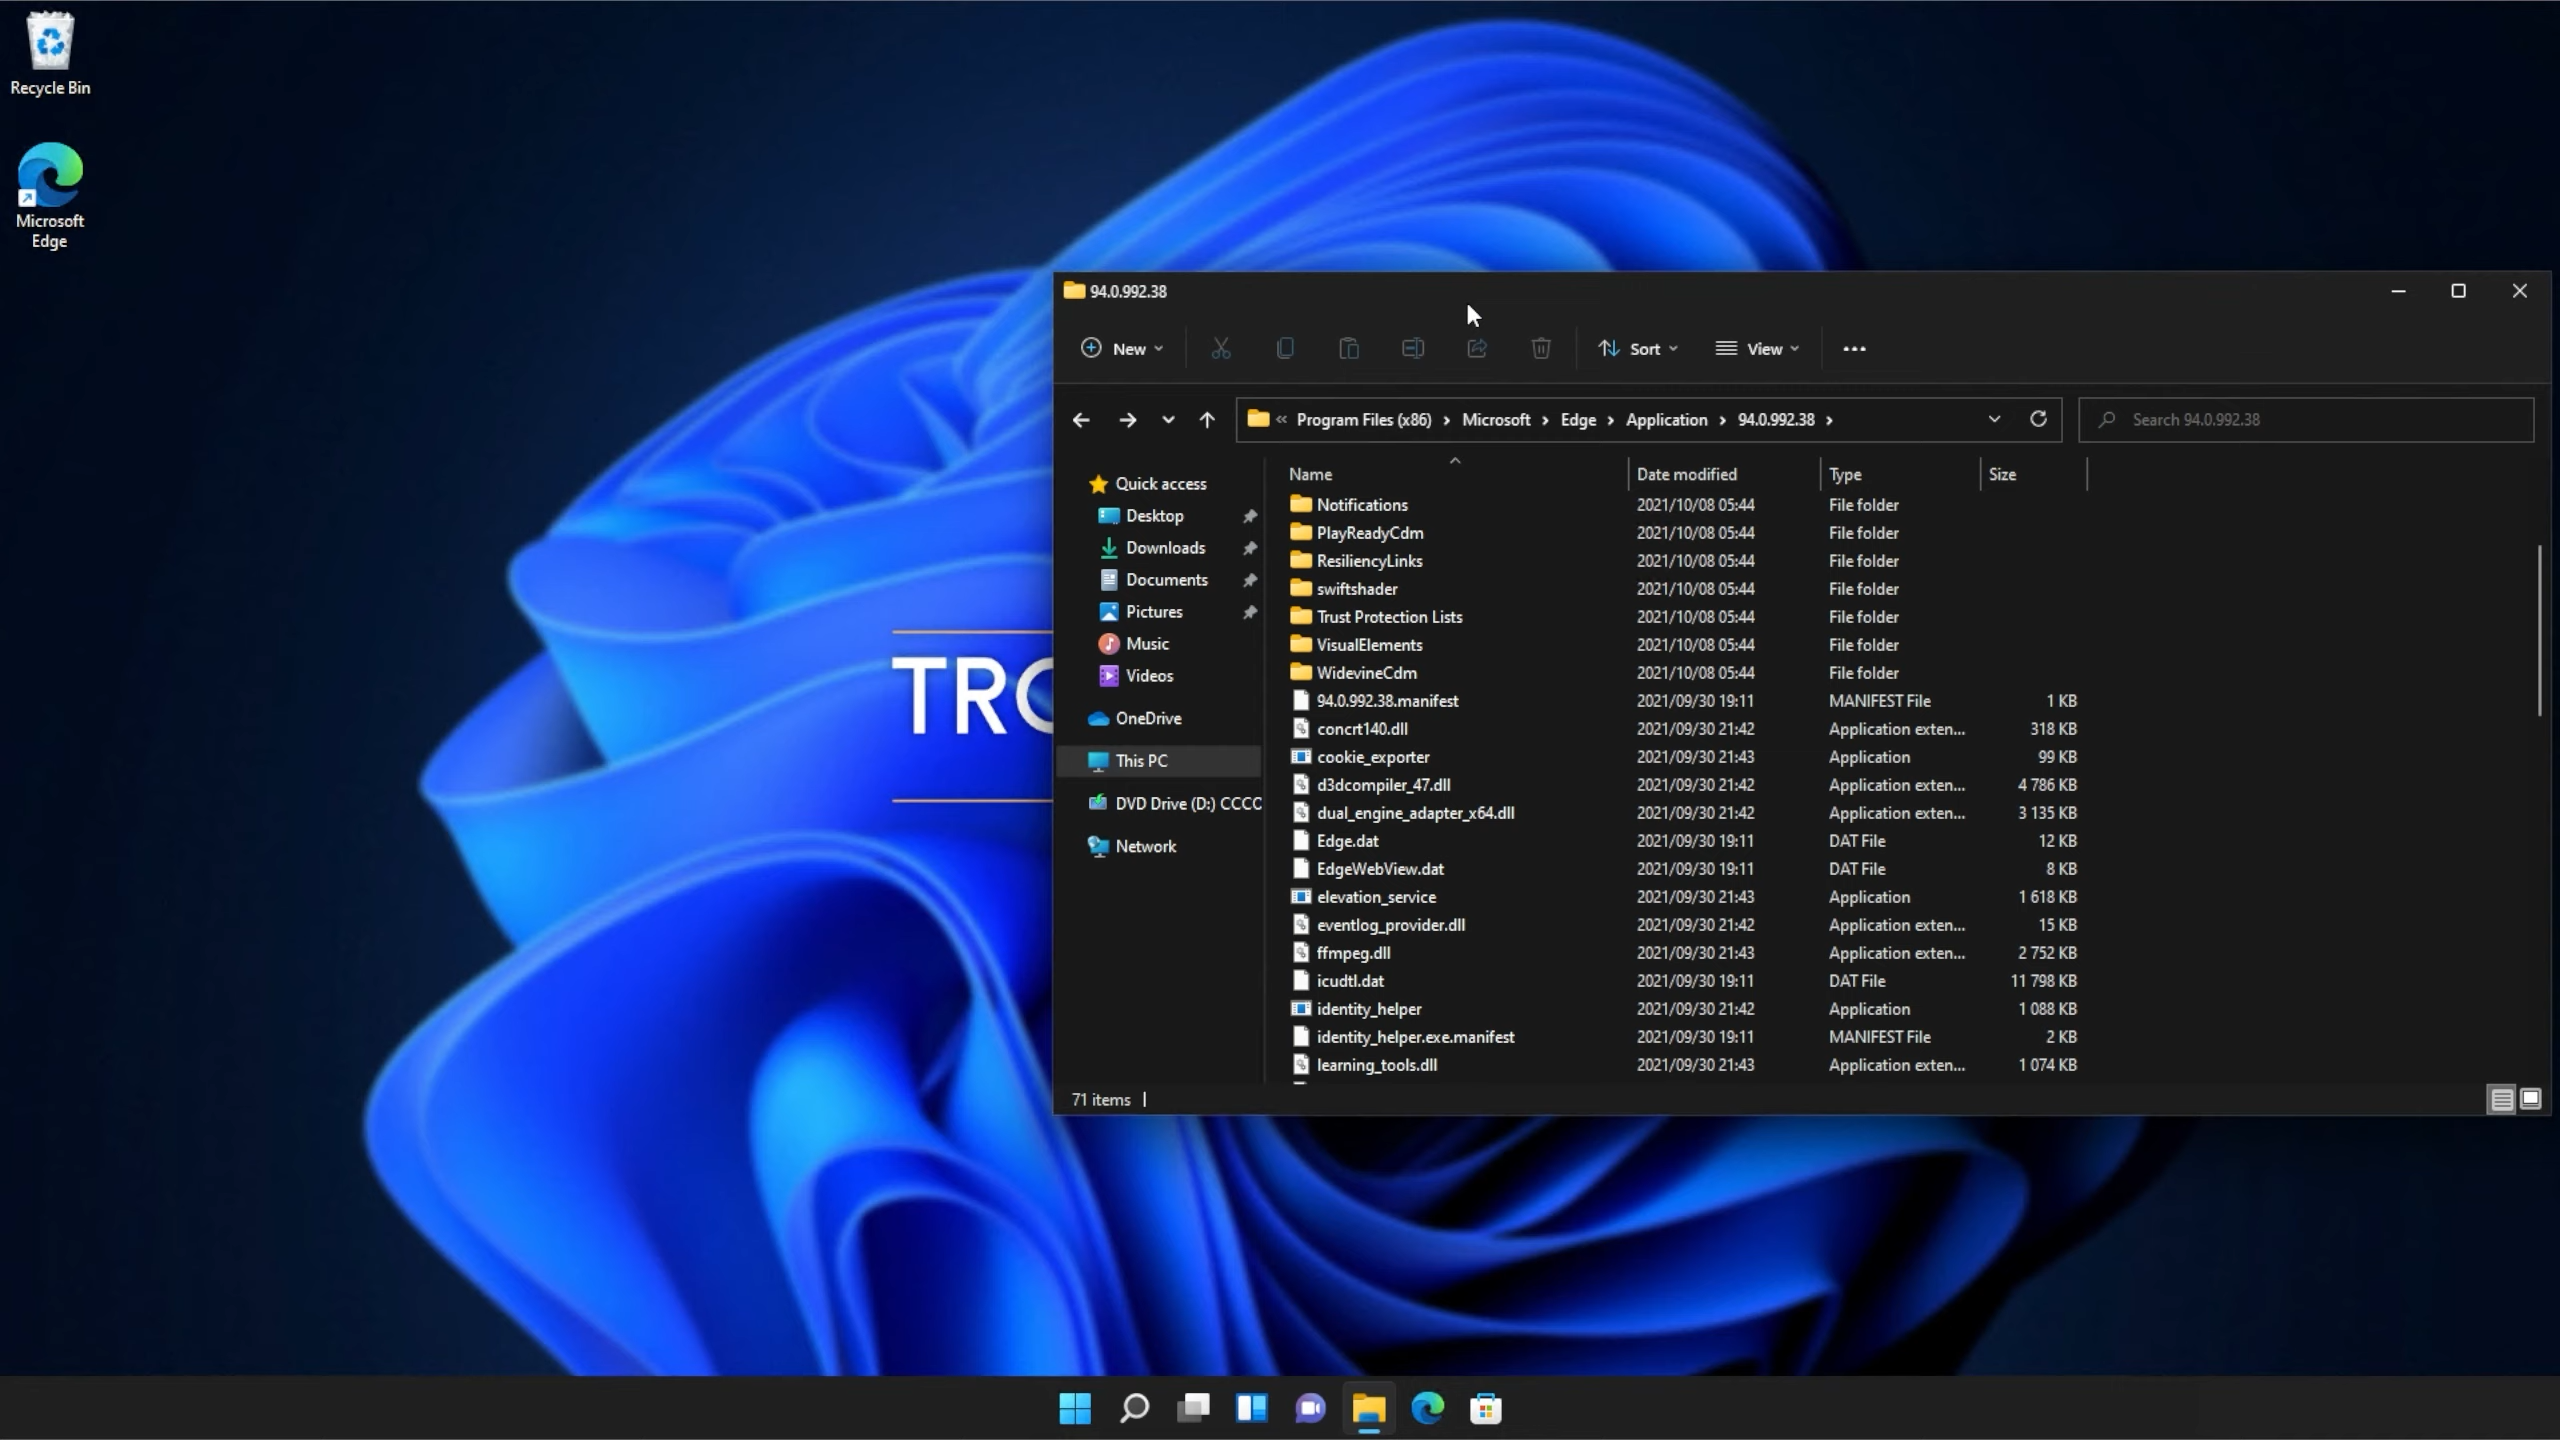 Recycle Bin
Microsoft
Edge
94.0.992.38
New
Sort
View
Program Files (x86) › Microsoft › Edge › Application › 94.0.992.38 ›
Search 94.0.992.38
Quick access
Desktop
Downloads
Documents
Pictures
Music
Videos
OneDrive
This PC
DVD Drive (D:) CCCO
Network
Name Date modified Type Size
Notifications 2021/10/08 05:44 File folder
PlayReadyCdm 2021/10/08 05:44 File folder
ResiliencyLinks 2021/10/08 05:44 File folder
swiftshader 2021/10/08 05:44 File folder
Trust Protection Lists 2021/10/08 05:44 File folder
VisualElements 2021/10/08 05:44 File folder
WidevineCdm 2021/10/08 05:44 File folder
94.0.992.38.manifest 2021/09/30 19:11 MANIFEST File 1 KB
concrt140.dll 2021/09/30 21:42 Application exten... 318 KB
cookie_exporter 2021/09/30 21:43 Application 99 KB
d3dcompiler_47.dll 2021/09/30 21:42 Application exten... 4 786 KB
dual_engine_adapter_x64.dll 2021/09/30 21:42 Application exten... 3 135 KB
Edge.dat 2021/09/30 19:11 DAT File 12 KB
EdgeWebView.dat 2021/09/30 19:11 DAT File 8 KB
elevation_service 2021/09/30 21:43 Application 1 618 KB
eventlog_provider.dll 2021/09/30 21:42 Application exten... 15 KB
ffmpeg.dll 2021/09/30 21:43 Application exten... 2 752 KB
icudtl.dat 2021/09/30 19:11 DAT File 11 798 KB
identity_helper 2021/09/30 21:42 Application 1 088 KB
identity_helper.exe.manifest 2021/09/30 19:11 MANIFEST File 2 KB
learning_tools.dll 2021/09/30 21:43 Application exten... 1 074 KB
71 items